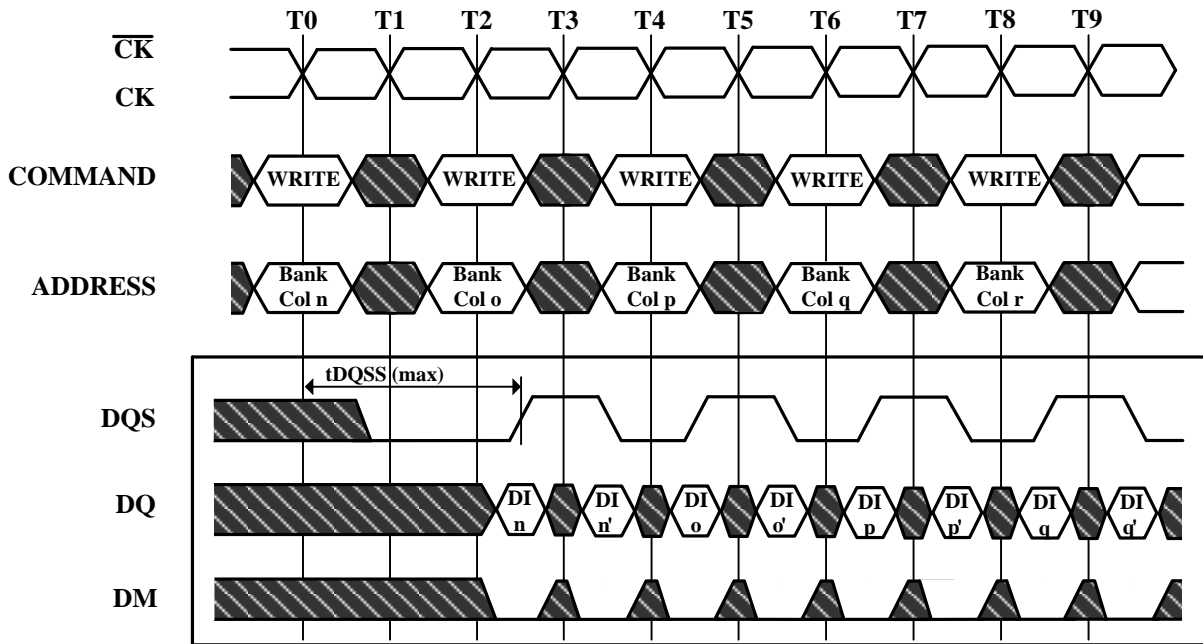 T0 T1 T2 T3 T4 T5 T6 T7 T8 T9
CK
CK
COMMAND WRITE WRITE WRITE WRITE WRITE
ADDRESS
Bank Bank Bank Bank Bank
Col n Col o Col p Col q Col r
tDQSS (max)
DQS
DQ
DI DI DI DI DI DI DI DI
n n' o o' p p' q q'
DM